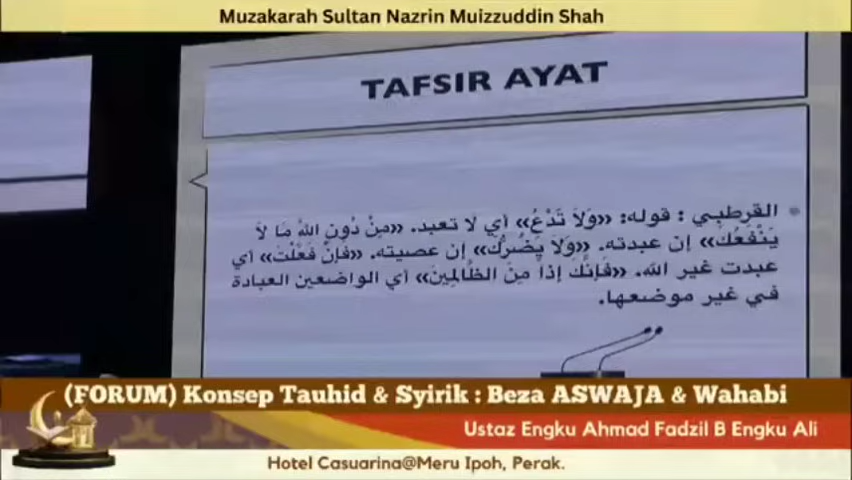 Muzakarah Sultan Nazrin Muizzuddin Shah
TAFSIR AYAT
• القرطبي : قوله: «وَلَا تَدْعُ» أي لا تعبد. «مِنْ دُونِ اللهِ مَا لَا
يَنْفَعُكَ» إن عبدته. «وَلَا يَضُرُّكَ» إن عصيته. «فَإِنْ فَعَلْتَ» أي
عبدت غير الله. «فَإِنَّكَ إِذًا مِنَ الظَّالِمِينَ» أي الواضعين العبادة
في غير موضعها.
(FORUM) Konsep Tauhid & Syirik : Beza ASWAJA & Wahabi
Ustaz Engku Ahmad Fadzil B Engku Ali
Hotel Casuarina@Meru Ipoh, Perak.